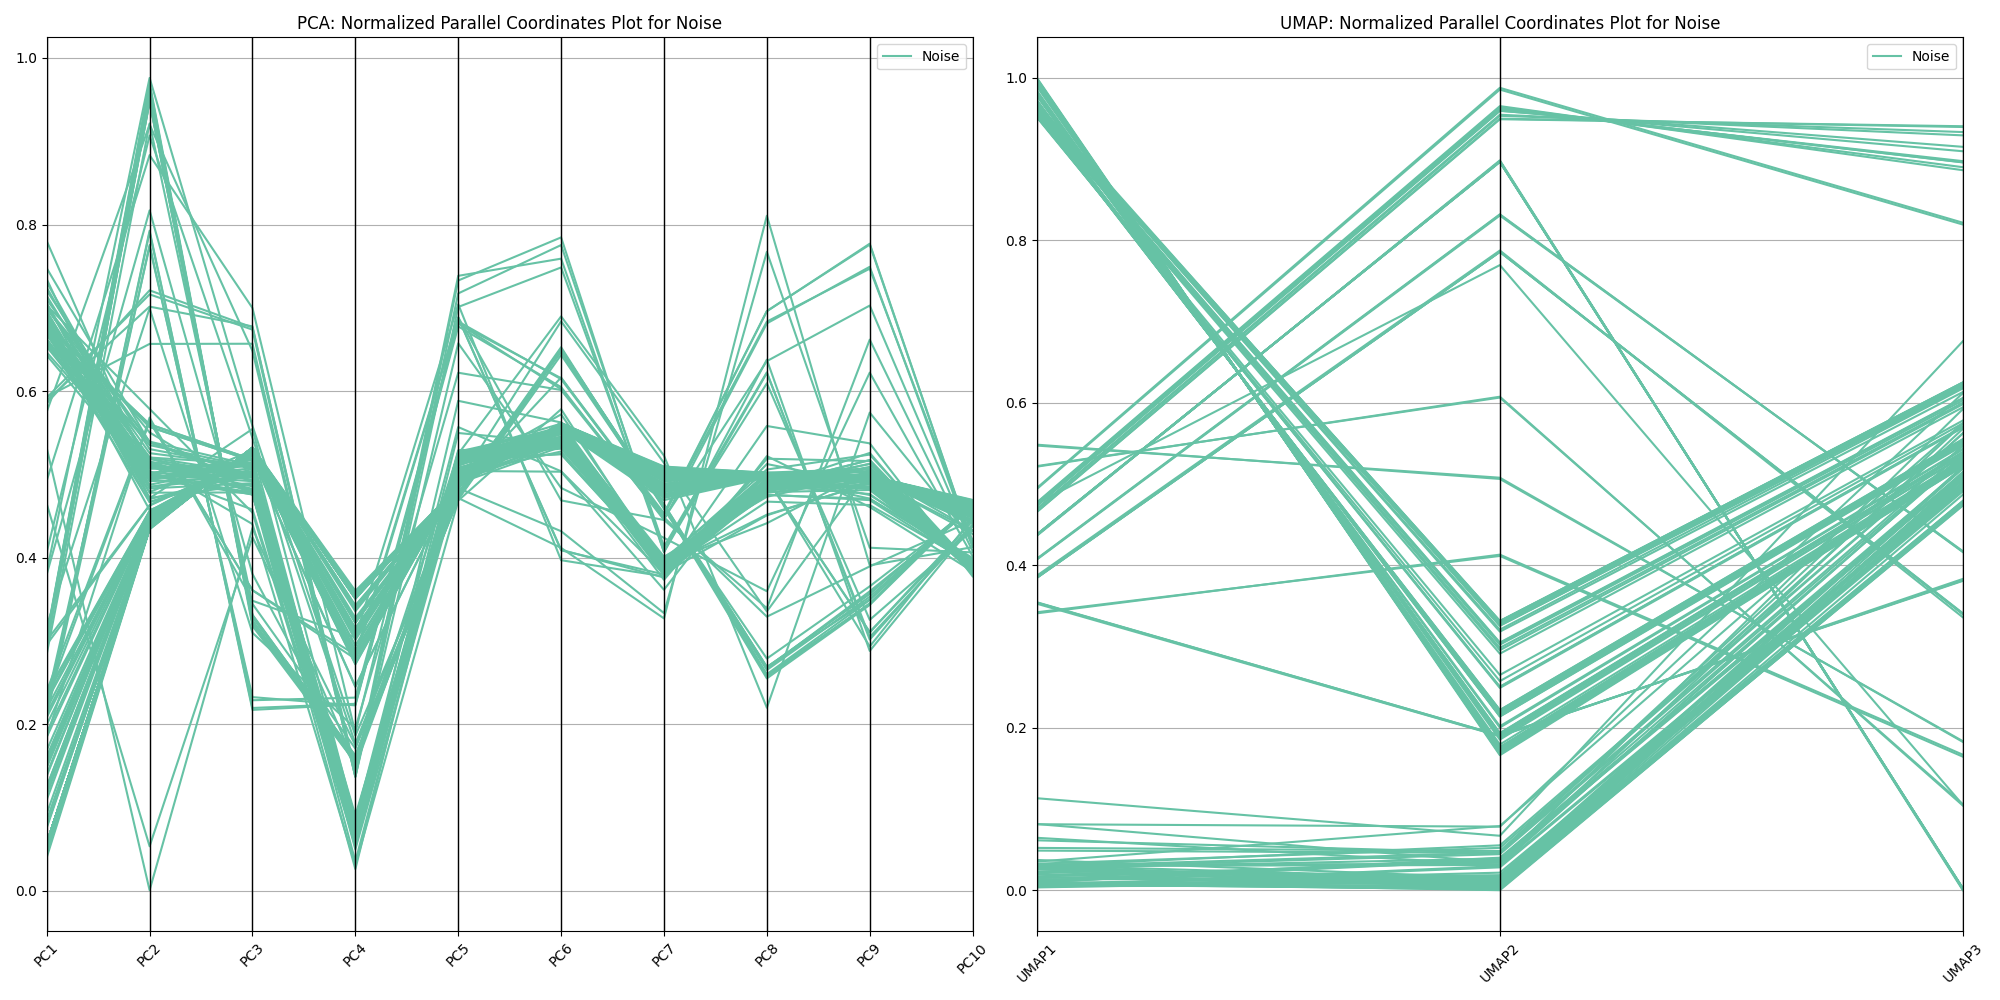 PCA: Normalized Parallel Coordinates Plot for Noise
Noise
1.0
0.8
0.6
0.4
0.2
0.0
PC1
PC2
PC3
PC4
PC5
PC6
PC7
PC8
PC9
PC10
UMAP: Normalized Parallel Coordinates Plot for Noise
Noise
1.0
0.8
0.6
0.4
0.2
0.0
UMAP1
UMAP2
UMAP3